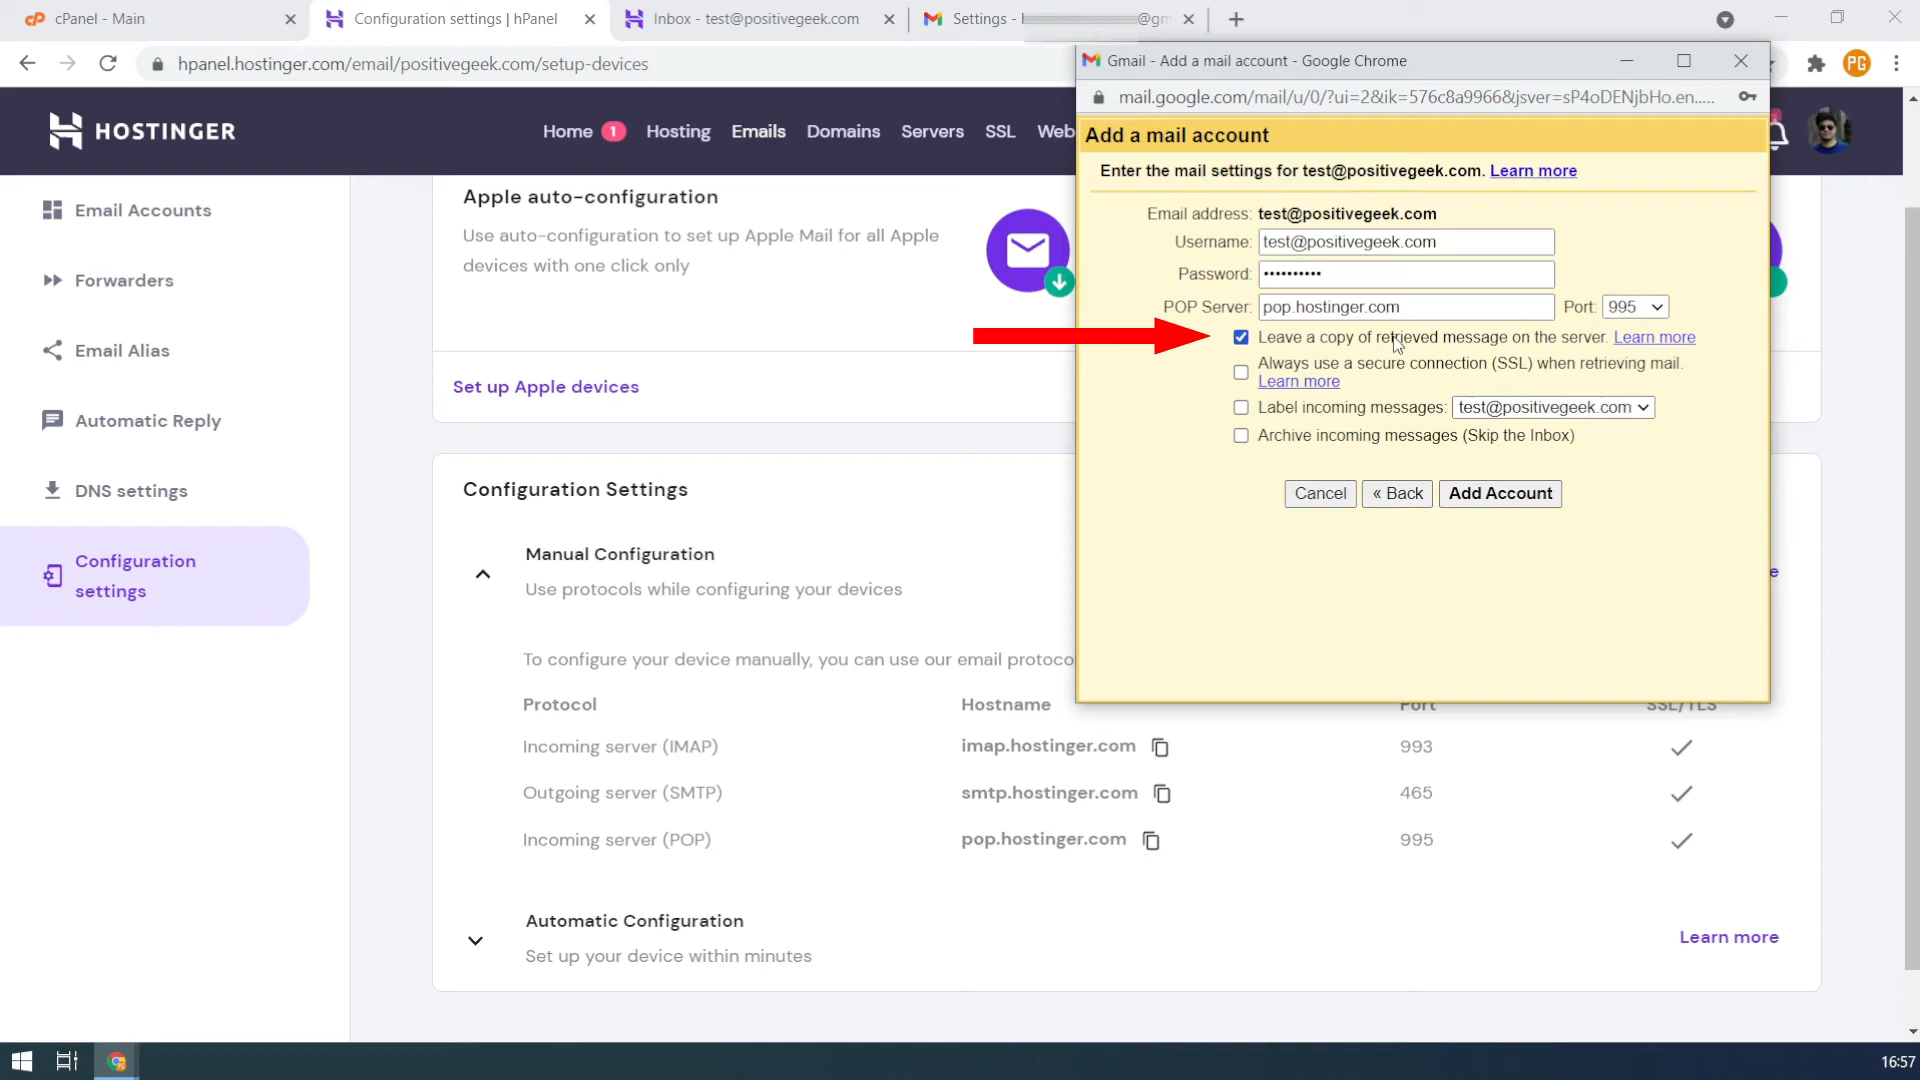 cPanel - Main
Configuration settings | hPanel
Inbox - test@positivegeek.com
Settings -
@gm
hpanel.hostinger.com/email/positivegeek.com/setup-devices
PG
HOSTINGER
Home 1
Hosting
Emails
Domains
Servers
SSL
Web
Email Accounts
Forwarders
Email Alias
Automatic Reply
DNS settings
Configuration
settings
Apple auto-configuration
Use auto-configuration to set up Apple Mail for all Apple
devices with one click only
Set up Apple devices
Configuration Settings
Manual Configuration
Use protocols while configuring your devices
To configure your device manually, you can use our email protoco
Protocol Hostname Port SSL/TLS
Incoming server (IMAP) imap.hostinger.com 993
Outgoing server (SMTP) smtp.hostinger.com 465
Incoming server (POP) pop.hostinger.com 995
Automatic Configuration
Set up your device within minutes
Learn more
Gmail - Add a mail account - Google Chrome
mail.google.com/mail/u/0/?ui=2&ik=576c8a9966&jsver=sP4oDENjbHo.en.....
Add a mail account
Enter the mail settings for test@positivegeek.com. Learn more
Email address: test@positivegeek.com
Username: test@positivegeek.com
Password: ••••••••••
POP Server: pop.hostinger.com Port: 995
Leave a copy of retrieved message on the server. Learn more
Always use a secure connection (SSL) when retrieving mail.
Learn more
Label incoming messages: test@positivegeek.com
Archive incoming messages (Skip the Inbox)
Cancel
« Back
Add Account
e
16:57